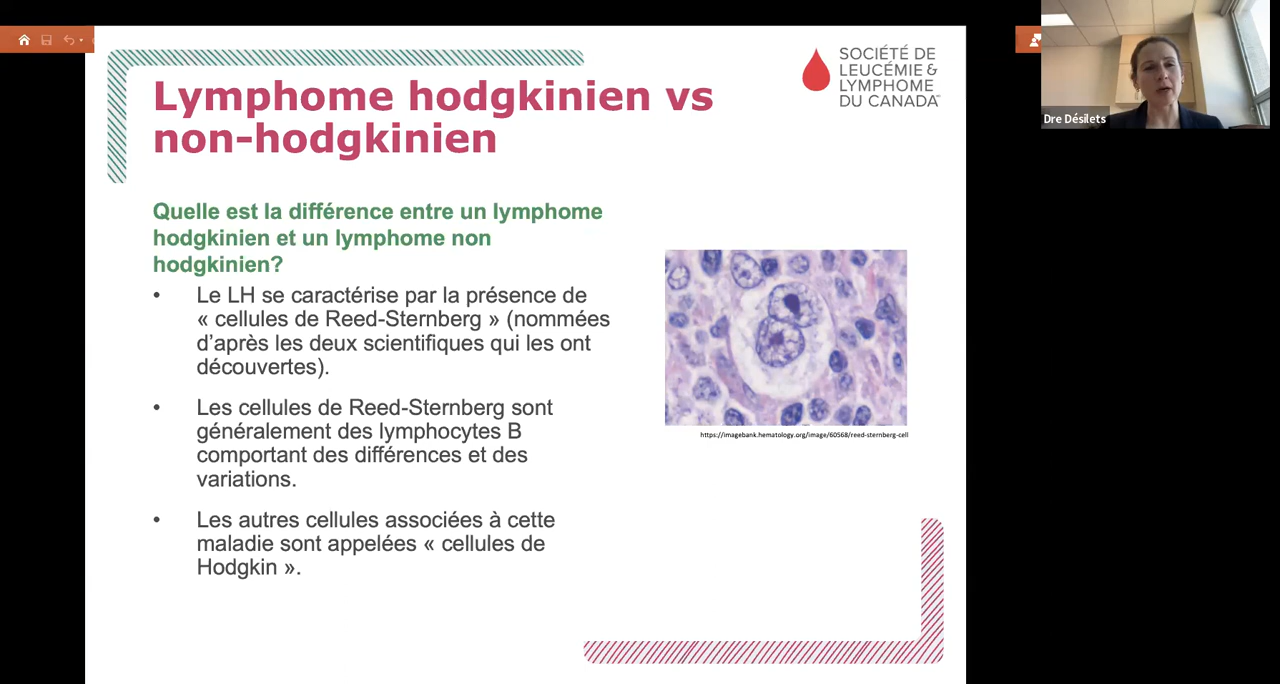 Lymphome hodgkinien vs
non-hodgkinien
SOCIÉTÉ DE
LEUCÉMIE &
LYMPHOME
DU CANADA™
Dre Désilets
Quelle est la différence entre un lymphome
hodgkinien et un lymphome non
hodgkinien?
• Le LH se caractérise par la présence de
« cellules de Reed-Sternberg » (nommées
d’après les deux scientifiques qui les ont
découvertes).
• Les cellules de Reed-Sternberg sont
généralement des lymphocytes B
comportant des différences et des
variations.
• Les autres cellules associées à cette
maladie sont appelées « cellules de
Hodgkin ».
https://imagebank.hematology.org/image/60568/reed-sternberg-cell